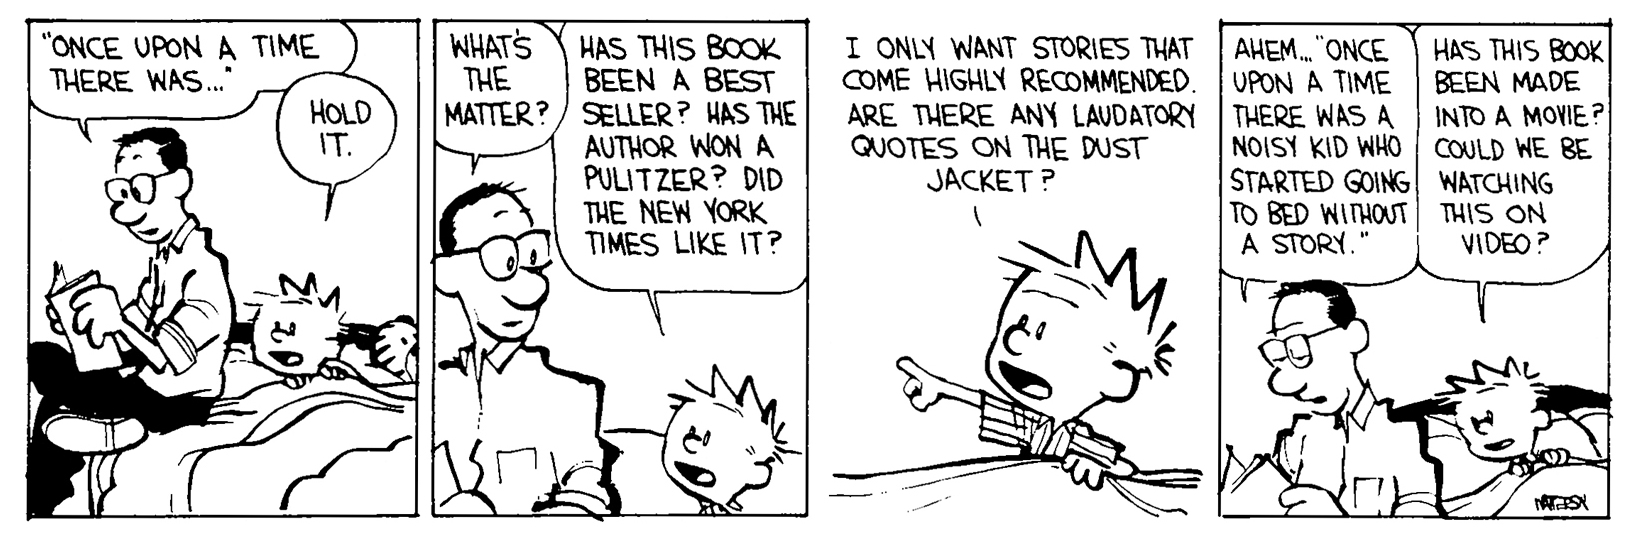 "ONCE UPON A TIME
THERE WAS..."
HOLD
IT.
WHAT'S
THE
MATTER?
HAS THIS BOOK
BEEN A BEST
SELLER? HAS THE
AUTHOR WON A
PULITZER? DID
THE NEW YORK
TIMES LIKE IT?
I ONLY WANT STORIES THAT
COME HIGHLY RECOMMENDED.
ARE THERE ANY LAUDATORY
QUOTES ON THE DUST
JACKET?
AHEM... "ONCE
UPON A TIME
THERE WAS A
NOISY KID WHO
STARTED GOING
TO BED WITHOUT
A STORY."
HAS THIS BOOK
BEEN MADE
INTO A MOVIE?
COULD WE BE
WATCHING
THIS ON
VIDEO?